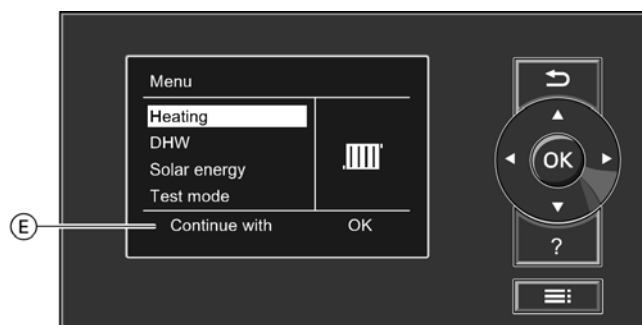 Menu
Heating
DHW
Solar energy
Test mode
Continue with OK
E
OK
?